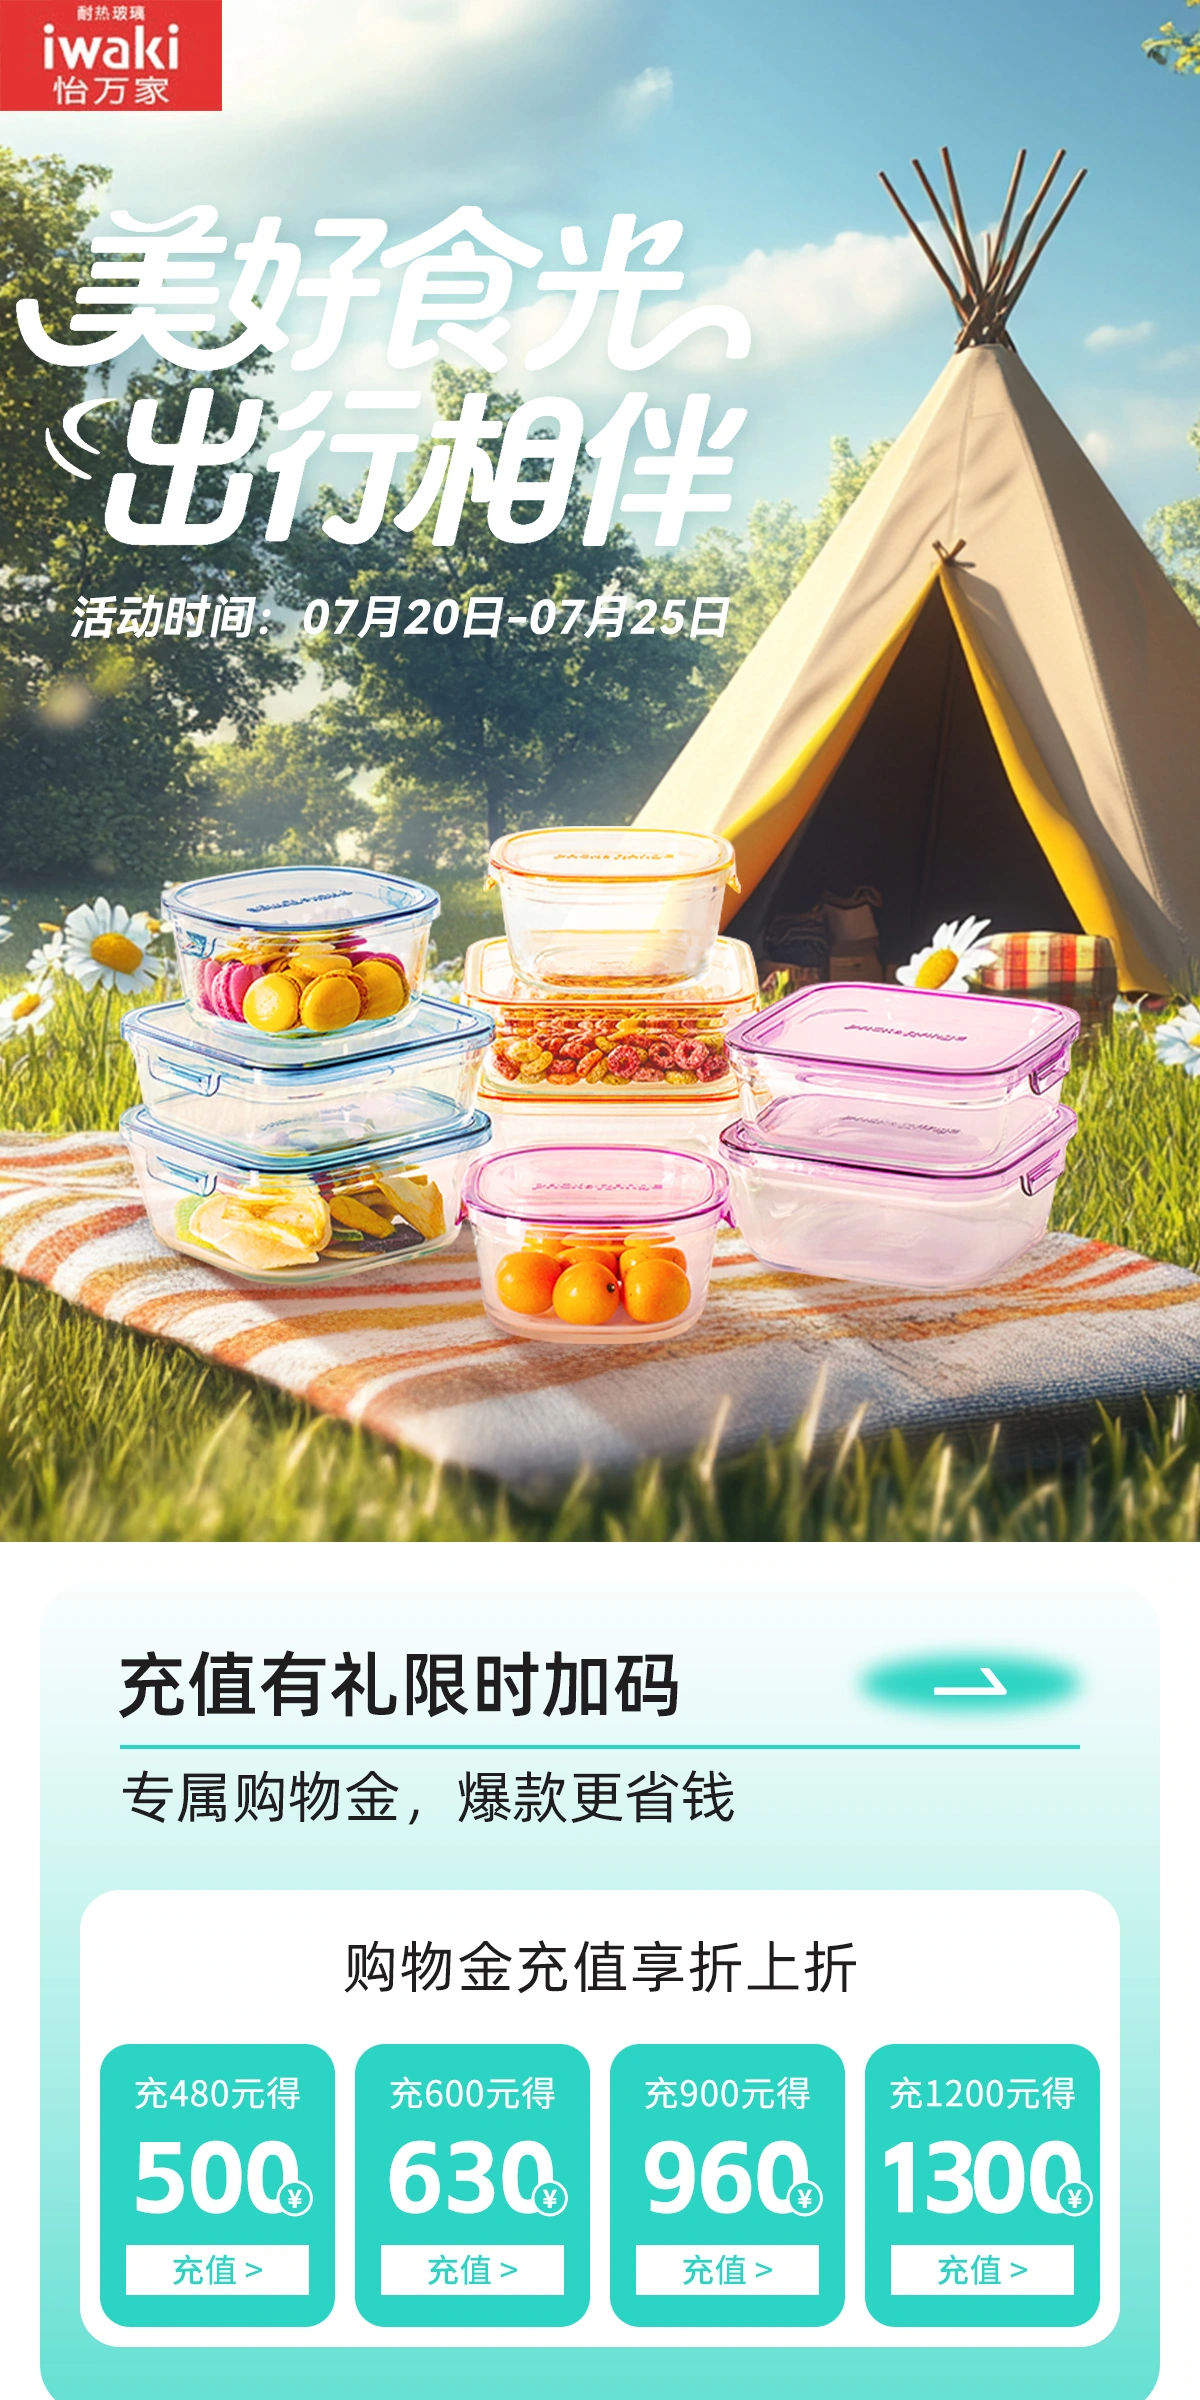 耐热玻璃
iwaki
怡万家
美好食光
出行相伴
活动时间：07月20日-07月25日
充值有礼限时加码
专属购物金，爆款更省钱
购物金充值享折上折
充480元得
500¥
充值 >
充600元得
630¥
充值 >
充900元得
960¥
充值 >
充1200元得
1300¥
充值 >